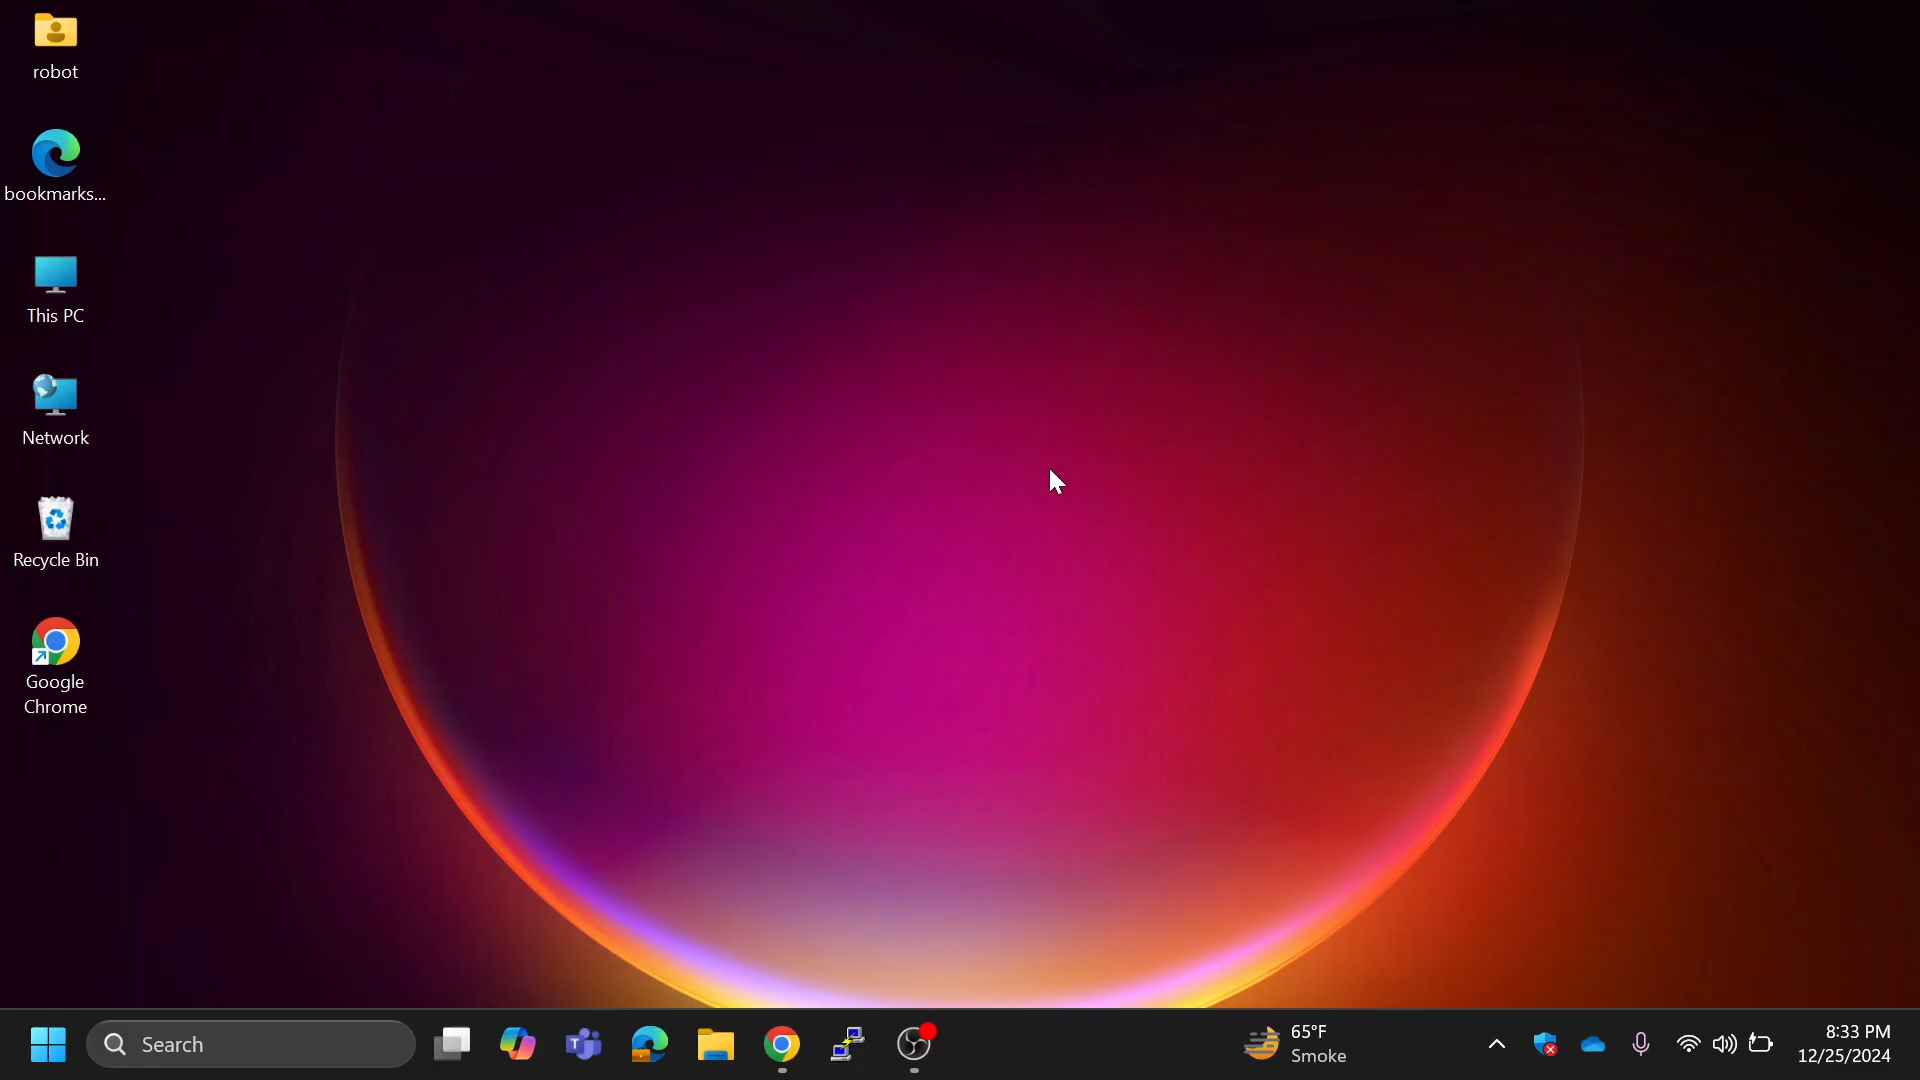 robot
bookmarks...
This PC
Network
Recycle Bin
Google
Chrome
Search
65°F
Smoke
8:33 PM
12/25/2024